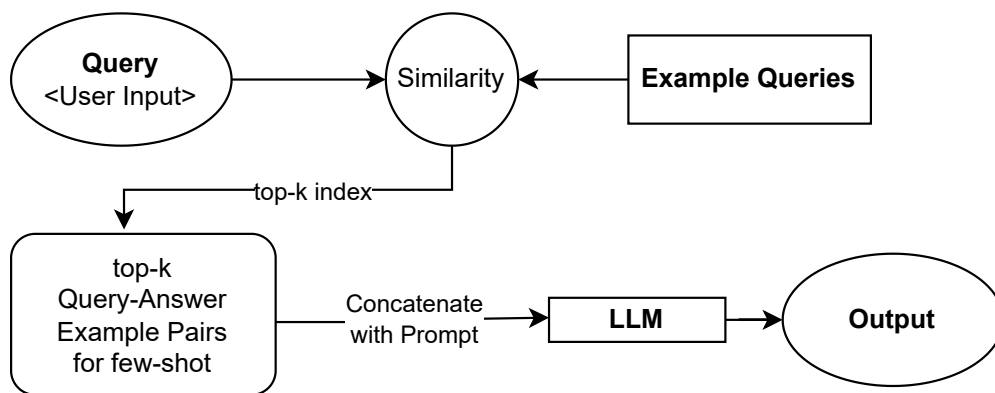 Query
<User Input>
Similarity
Example Queries
top-k index
top-k
Query-Answer
Example Pairs
for few-shot
Concatenate
with Prompt
LLM
Output